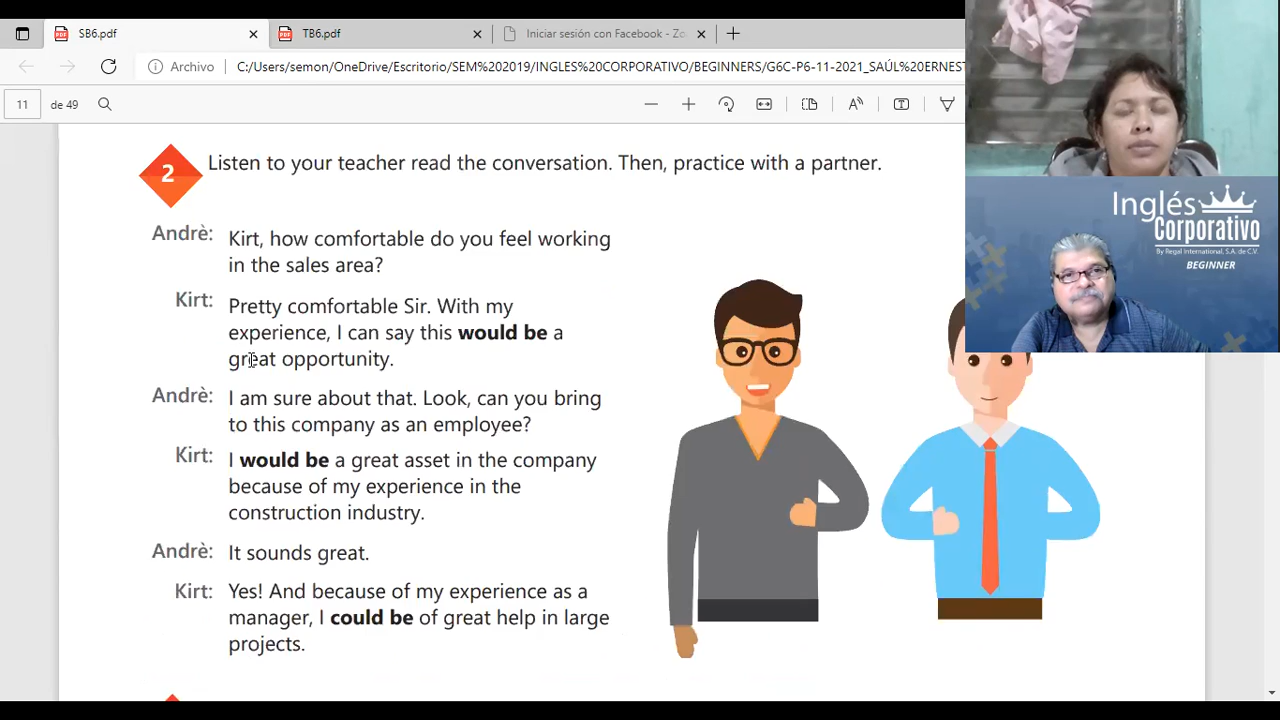 SB6.pdf
TB6.pdf
Iniciar sesión con Facebook - Zo
Archivo C:/Users/semon/OneDrive/Escritorio/SEM%202019/INGLES%20CORPORATIVO/BEGINNERS/G6C-P6-11-2021_SAÚL%20ERNEST
11 de 49
2 Listen to your teacher read the conversation. Then, practice with a partner.
Andrè: Kirt, how comfortable do you feel working
in the sales area?
Kirt: Pretty comfortable Sir. With my
experience, I can say this would be a
great opportunity.
Andrè: I am sure about that. Look, can you bring
to this company as an employee?
Kirt: I would be a great asset in the company
because of my experience in the
construction industry.
Andrè: It sounds great.
Kirt: Yes! And because of my experience as a
manager, I could be of great help in large
projects.
Inglés
Corporativo
By Regal International, S.A. de C.V.
BEGINNER